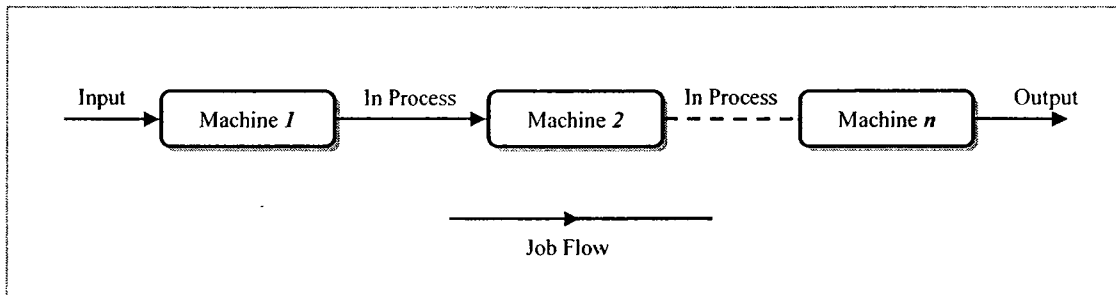 Input
In Process
In Process
Output
Machine 1
Machine 2
Machine n
Job Flow